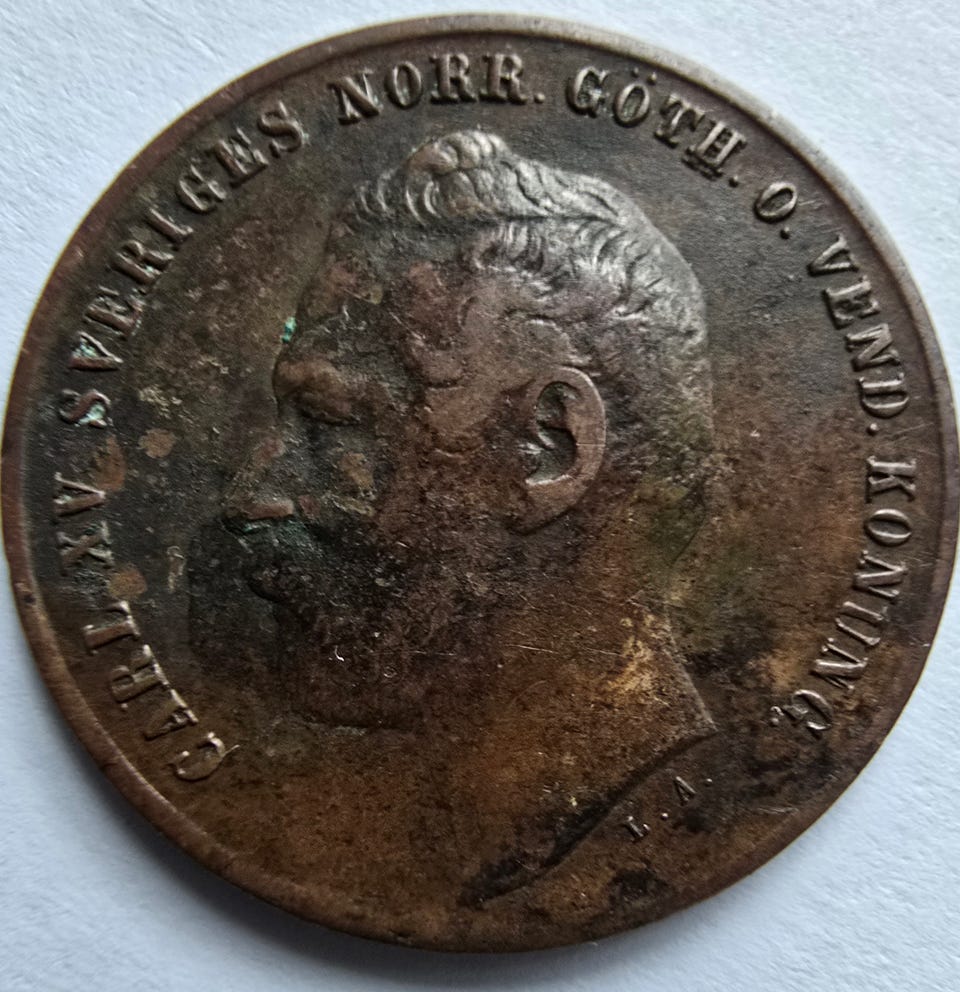 CARL XV SVERIGES NORR. GÖTH. O. VEND. KONUNG.
L. A.